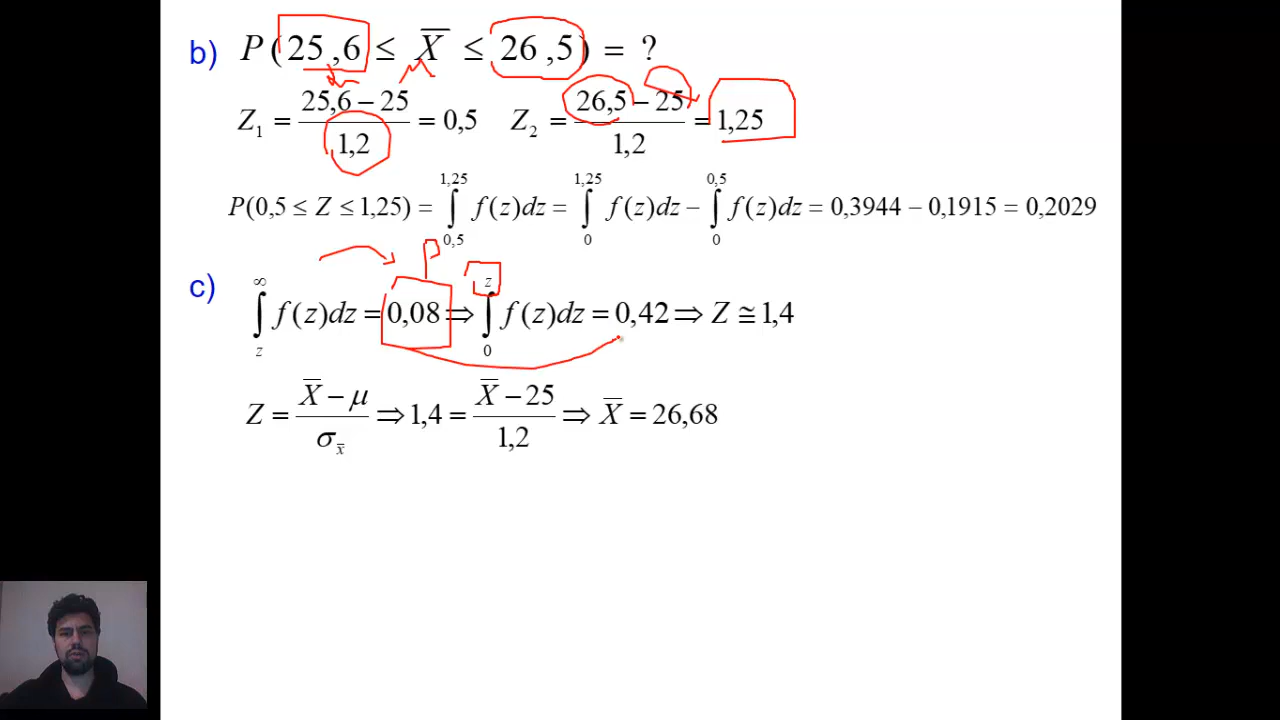 b) P(25,6 ≤ X̅ ≤ 26,5) = ?
Z₁ = (25,6 − 25)/1,2 = 0,5 Z₂ = (26,5 − 25)/1,2 = 1,25
P(0,5 ≤ Z ≤ 1,25) = ∫_{0,5}^{1,25} f(z)dz = ∫_{0}^{1,25} f(z)dz − ∫_{0}^{0,5} f(z)dz = 0,3944 − 0,1915 = 0,2029
P
c) ∫_{z}^{∞} f(z)dz = 0,08 ⇒ ∫_{0}^{z} f(z)dz = 0,42 ⇒ Z ≅ 1,4
Z = (X̅ − μ)/σ_x̅ ⇒ 1,4 = (X̅ − 25)/1,2 ⇒ X̅ = 26,68